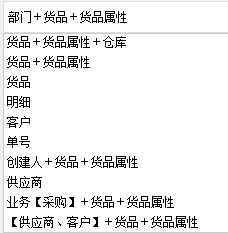 部门+货品+货品属性
货品+货品属性+仓库
货品+货品属性
货品
明细
客户
单号
创建人+货品+货品属性
供应商
业务【采购】+货品+货品属性
【供应商、客户】+货品+货品属性